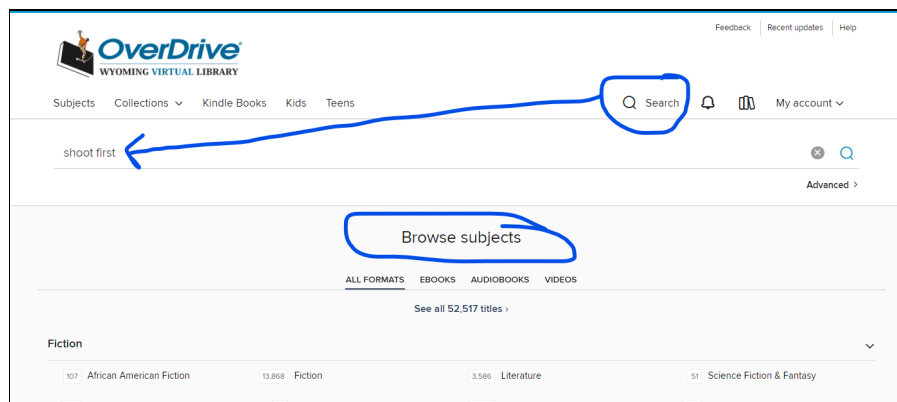 Feedback Recent updates Help
OverDrive
WYOMING VIRTUAL LIBRARY
Subjects Collections Kindle Books Kids Teens Search My account
shoot first
Advanced >
Browse subjects
ALL FORMATS EBOOKS AUDIOBOOKS VIDEOS
See all 52,517 titles ›
Fiction
107 African American Fiction 13,868 Fiction 3,586 Literature 51 Science Fiction & Fantasy